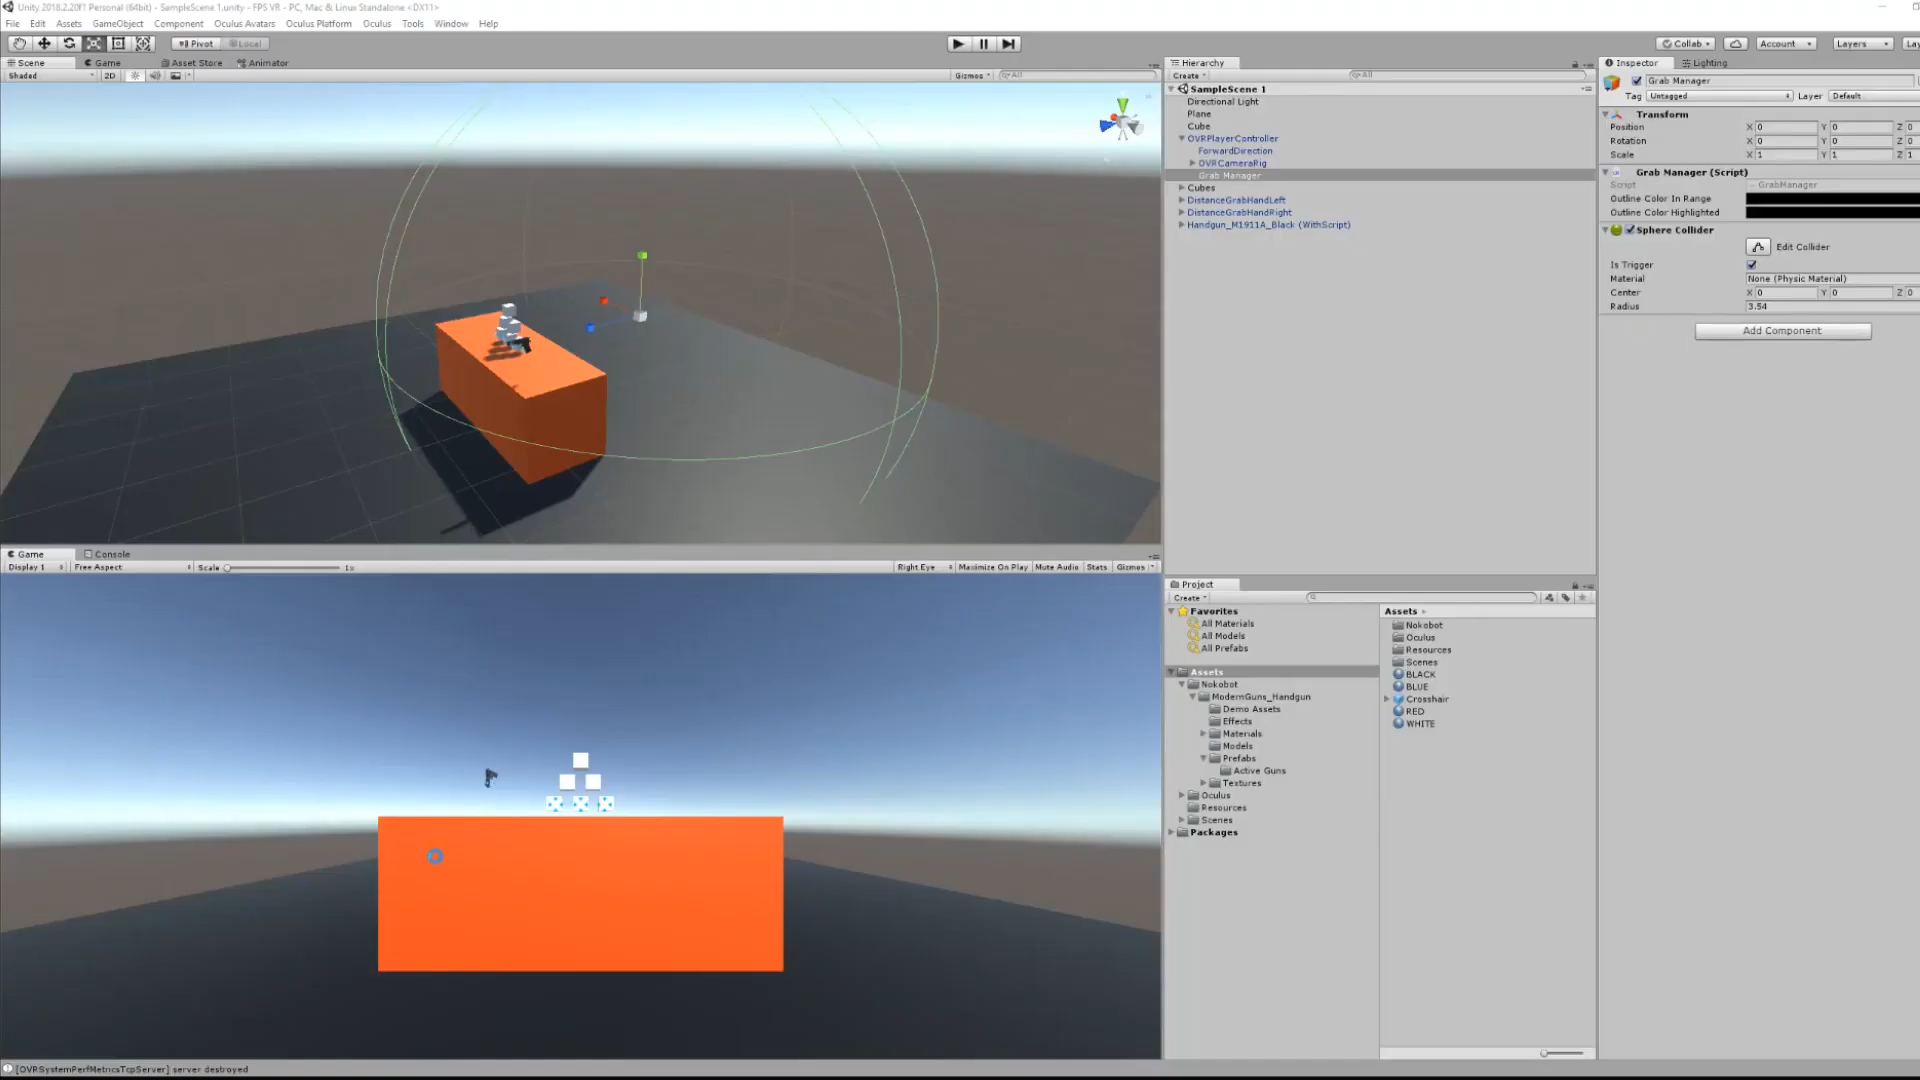 Unity 2018.2.20f1 Personal (64bit) - SampleScene 1.unity - FPS VR - PC, Mac & Linux Standalone <DX11>
File Edit Assets GameObject Component Oculus Avatars Oculus Platform Oculus Tools Window Help
Pivot Local Collab Account Layers Lay
Scene Game Asset Store Animator
Shaded 2D Gizmos All
Hierarchy
Create All
SampleScene 1
Directional Light
Plane
Cube
OVRPlayerController
ForwardDirection
OVRCameraRig
Grab Manager
Cubes
DistanceGrabHandLeft
DistanceGrabHandRight
Handgun_M1911A_Black (WithScript)
Inspector Lighting
Grab Manager
Tag Untagged Layer Default
Transform
Position X 0 Y 0 Z 0
Rotation X 0 Y 0 Z 0
Scale X 1 Y 1 Z 1
Grab Manager (Script)
Script GrabManager
Outline Color In Range
Outline Color Highlighted
Sphere Collider
Edit Collider
Is Trigger
Material None (Physic Material)
Center X 0 Y 0 Z 0
Radius 3.54
Add Component
Game Console
Display 1 Free Aspect Scale 1x Right Eye Maximize On Play Mute Audio Stats Gizmos
Project
Create
Favorites
All Materials
All Models
All Prefabs
Assets
Nokobot
ModernGuns_Handgun
Demo Assets
Effects
Materials
Models
Prefabs
Active Guns
Textures
Oculus
Resources
Scenes
Packages
Assets
Nokobot
Oculus
Resources
Scenes
BLACK
BLUE
Crosshair
RED
WHITE
[OVRSystemPerfMetricsTcpServer] server destroyed